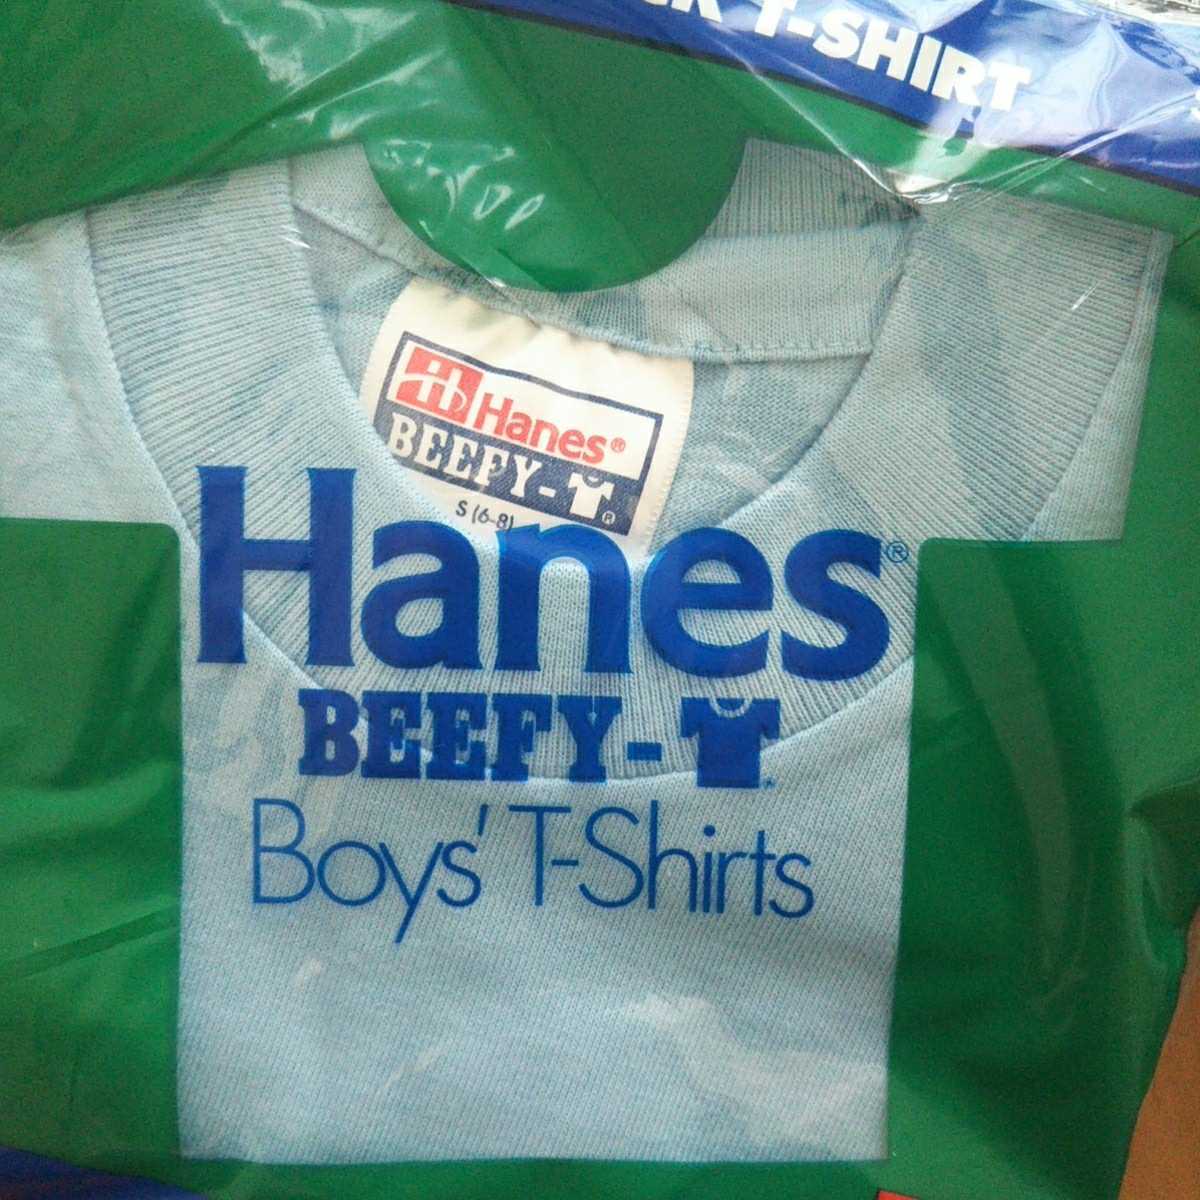 T-SHIRT
Hanes®
BEEFY-T®
S (6-8)
Hanes®
BEEFY-T
Boys' T-Shirts